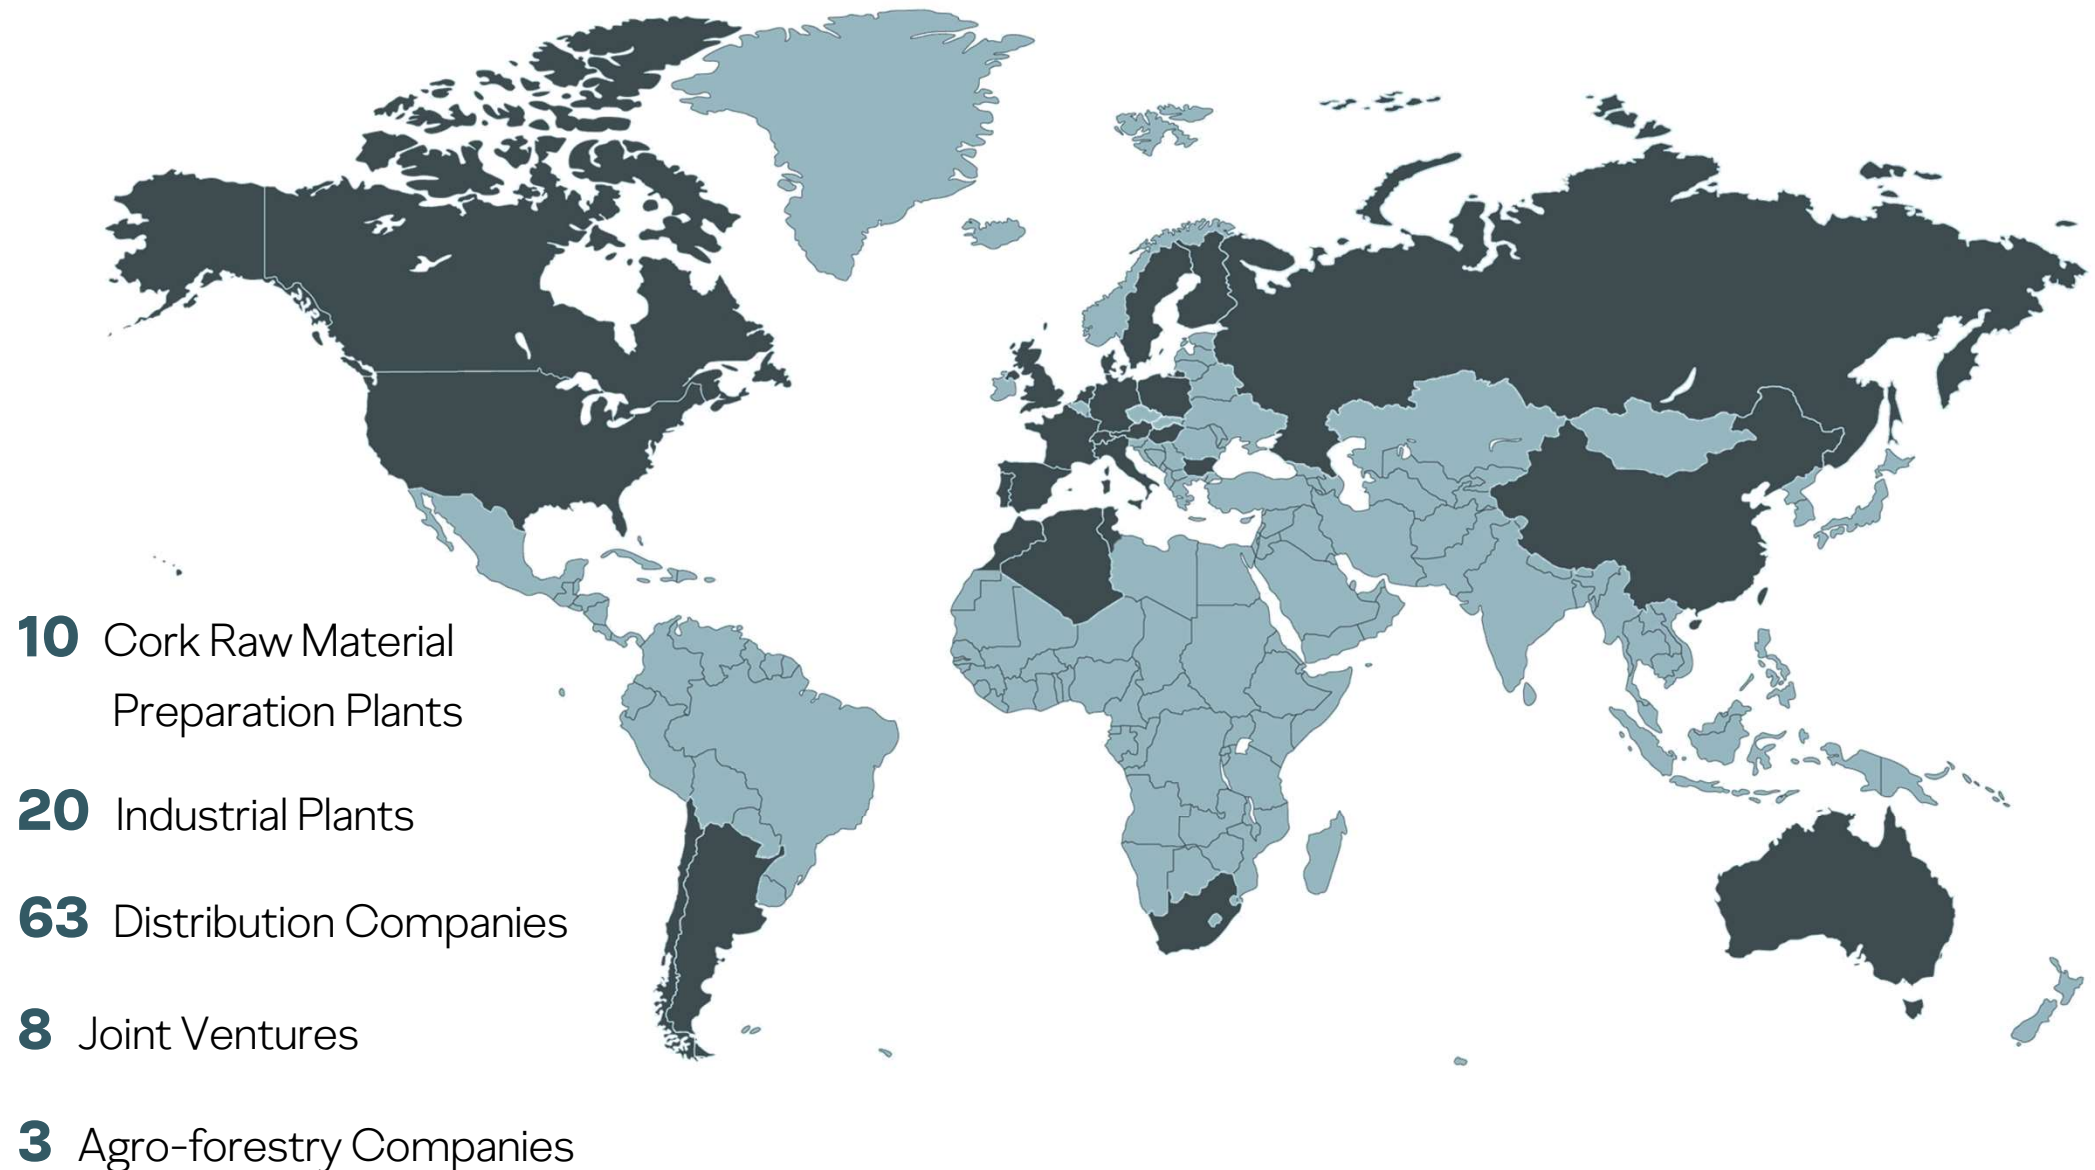 10 Cork Raw Material
Preparation Plants
20 Industrial Plants
63 Distribution Companies
8 Joint Ventures
3 Agro-forestry Companies